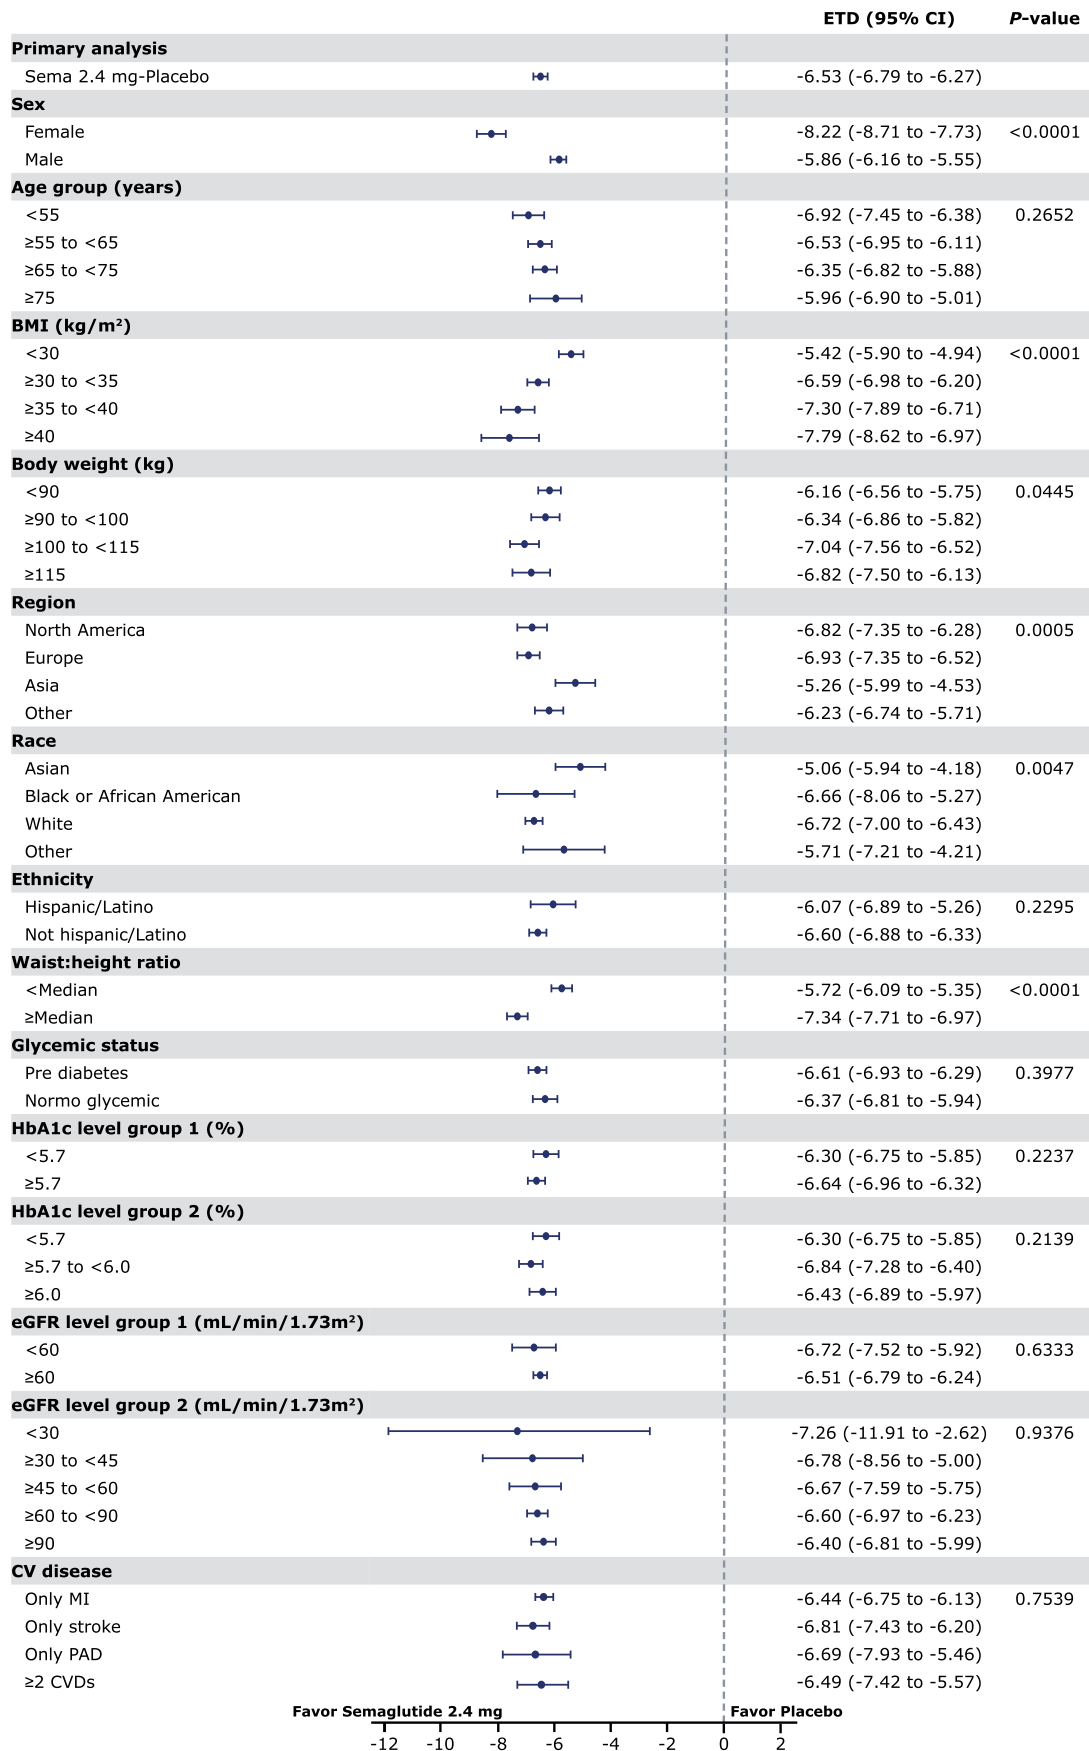 ETD (95% CI) P-value
Primary analysis
Sema 2.4 mg-Placebo -6.53 (-6.79 to -6.27)
Sex
Female -8.22 (-8.71 to -7.73) <0.0001
Male -5.86 (-6.16 to -5.55)
Age group (years)
<55 -6.92 (-7.45 to -6.38) 0.2652
≥55 to <65 -6.53 (-6.95 to -6.11)
≥65 to <75 -6.35 (-6.82 to -5.88)
≥75 -5.96 (-6.90 to -5.01)
BMI (kg/m²)
<30 -5.42 (-5.90 to -4.94) <0.0001
≥30 to <35 -6.59 (-6.98 to -6.20)
≥35 to <40 -7.30 (-7.89 to -6.71)
≥40 -7.79 (-8.62 to -6.97)
Body weight (kg)
<90 -6.16 (-6.56 to -5.75) 0.0445
≥90 to <100 -6.34 (-6.86 to -5.82)
≥100 to <115 -7.04 (-7.56 to -6.52)
≥115 -6.82 (-7.50 to -6.13)
Region
North America -6.82 (-7.35 to -6.28) 0.0005
Europe -6.93 (-7.35 to -6.52)
Asia -5.26 (-5.99 to -4.53)
Other -6.23 (-6.74 to -5.71)
Race
Asian -5.06 (-5.94 to -4.18) 0.0047
Black or African American -6.66 (-8.06 to -5.27)
White -6.72 (-7.00 to -6.43)
Other -5.71 (-7.21 to -4.21)
Ethnicity
Hispanic/Latino -6.07 (-6.89 to -5.26) 0.2295
Not hispanic/Latino -6.60 (-6.88 to -6.33)
Waist:height ratio
<Median -5.72 (-6.09 to -5.35) <0.0001
≥Median -7.34 (-7.71 to -6.97)
Glycemic status
Pre diabetes -6.61 (-6.93 to -6.29) 0.3977
Normo glycemic -6.37 (-6.81 to -5.94)
HbA1c level group 1 (%)
<5.7 -6.30 (-6.75 to -5.85) 0.2237
≥5.7 -6.64 (-6.96 to -6.32)
HbA1c level group 2 (%)
<5.7 -6.30 (-6.75 to -5.85) 0.2139
≥5.7 to <6.0 -6.84 (-7.28 to -6.40)
≥6.0 -6.43 (-6.89 to -5.97)
eGFR level group 1 (mL/min/1.73m²)
<60 -6.72 (-7.52 to -5.92) 0.6333
≥60 -6.51 (-6.79 to -6.24)
eGFR level group 2 (mL/min/1.73m²)
<30 -7.26 (-11.91 to -2.62) 0.9376
≥30 to <45 -6.78 (-8.56 to -5.00)
≥45 to <60 -6.67 (-7.59 to -5.75)
≥60 to <90 -6.60 (-6.97 to -6.23)
≥90 -6.40 (-6.81 to -5.99)
CV disease
Only MI -6.44 (-6.75 to -6.13) 0.7539
Only stroke -6.81 (-7.43 to -6.20)
Only PAD -6.69 (-7.93 to -5.46)
≥2 CVDs -6.49 (-7.42 to -5.57)
Favor Semaglutide 2.4 mg Favor Placebo
-12 -10 -8 -6 -4 -2 0 2